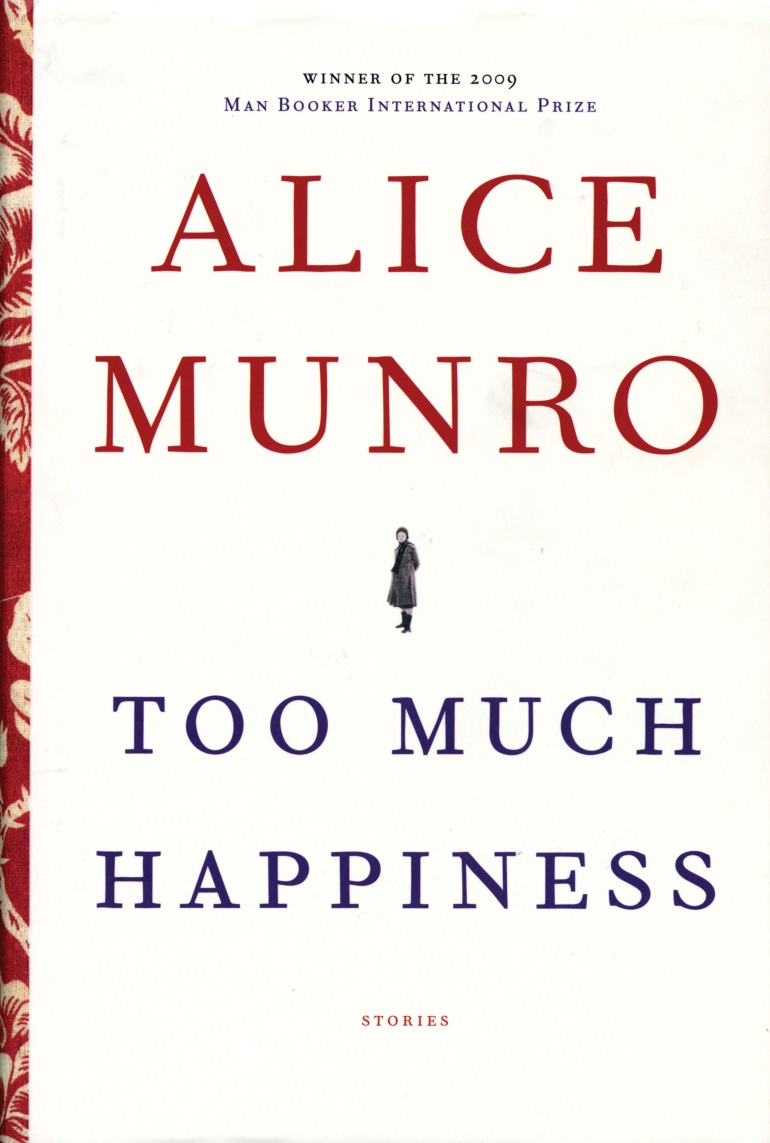 WINNER OF THE 2009
MAN BOOKER INTERNATIONAL PRIZE
ALICE
MUNRO
TOO MUCH
HAPPINESS
STORIES